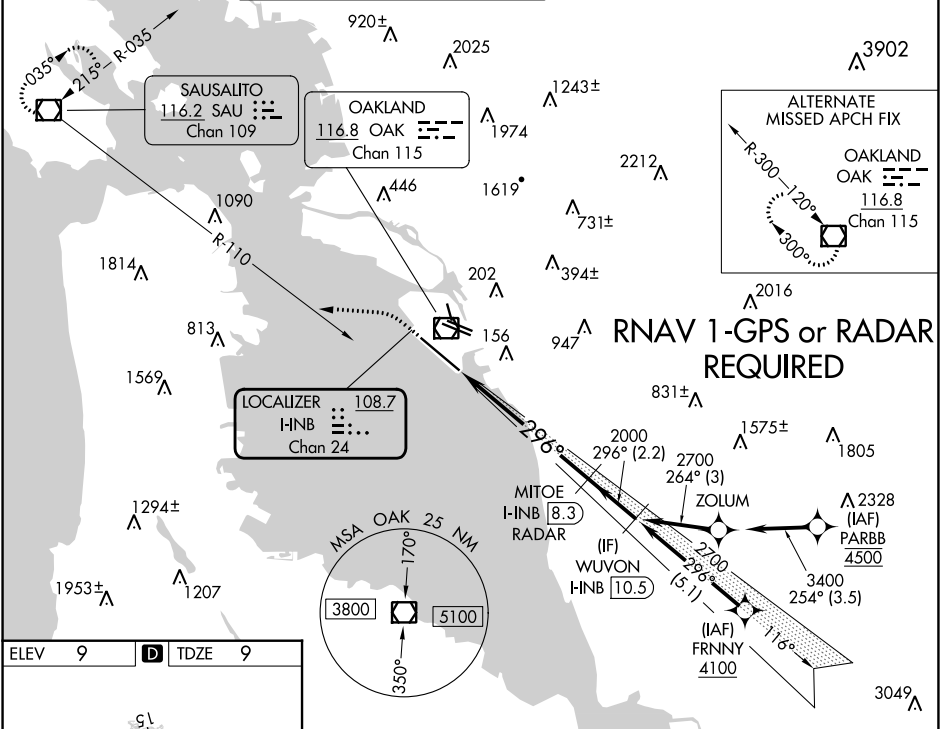 920±
2025
3902
035°
215°
R-035
SAUSALITO
116.2 SAU
Chan 109
OAKLAND
116.8 OAK
Chan 115
1974
1243±
ALTERNATE
MISSED APCH FIX
R-300
120°
300°
OAKLAND
OAK
116.8
Chan 115
2212
1619
446
731±
1090
R-110
1814
202
394±
2016
813
156
947
RNAV 1-GPS or RADAR
REQUIRED
1569
LOCALIZER 108.7
I-INB
Chan 24
831±
296°
2000
296° (2.2)
1575±
1805
2700
264° (3)
MITOE
I-INB 8.3
RADAR
ZOLUM
2328
(IAF)
PARBB
4500
1294±
MSA OAK 25 NM
170°
3800
5100
350°
(IF)
WUVON
I-INB 10.5
2700
296°
(5.1)
3400
254° (3.5)
1953±
1207
(IAF)
FRNNY
4100
116°
3049
ELEV 9 D TDZE 9
15